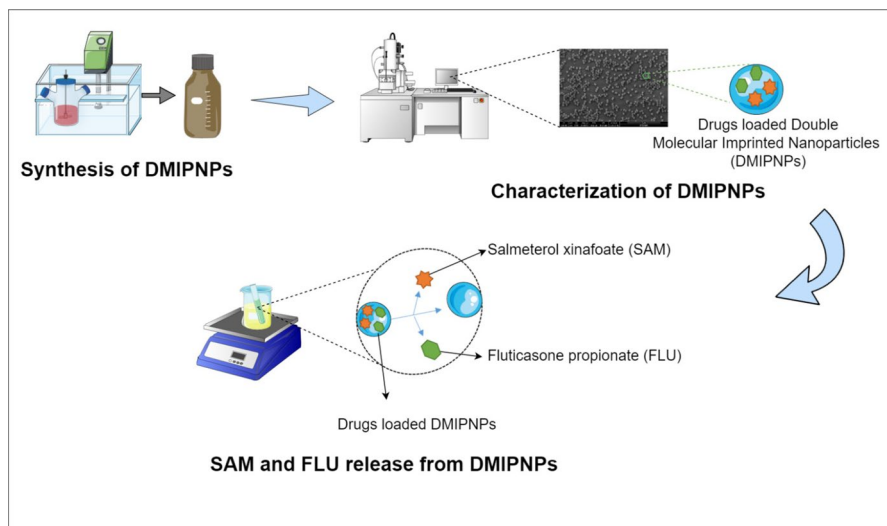 Synthesis of DMIPNPs
Drugs loaded Double
Molecular Imprinted Nanoparticles
(DMIPNPs)
Characterization of DMIPNPs
Salmeterol xinafoate (SAM)
Fluticasone propionate (FLU)
Drugs loaded DMIPNPs
SAM and FLU release from DMIPNPs